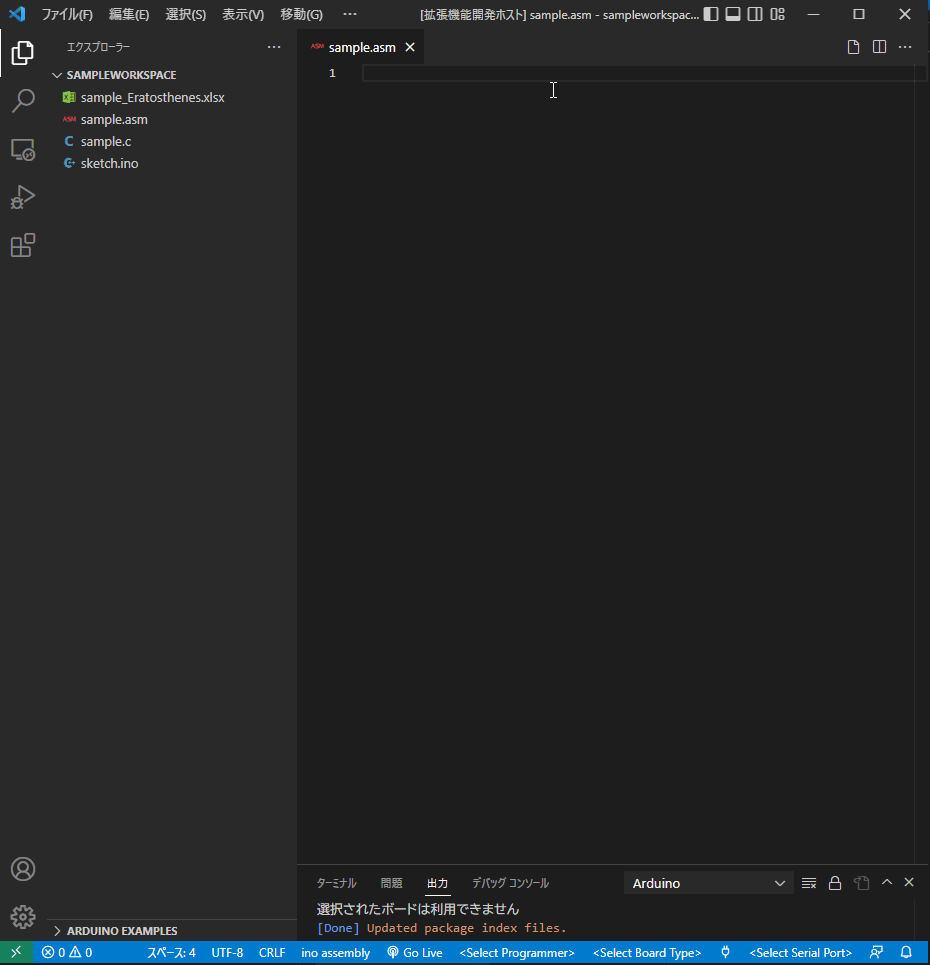 ファイル(F) 編集(E) 選択(S) 表示(V) 移動(G) ··· [拡張機能開発ホスト] sample.asm - sampleworkspac...
エクスプローラー ···
SAMPLEWORKSPACE
sample_Eratosthenes.xlsx
ASM sample.asm
C sample.c
C+ sketch.ino
ARDUINO EXAMPLES
ASM sample.asm
1
ターミナル 問題 出力 デバッグ コンソール Arduino
選択されたボードは利用できません
[Done] Updated package index files.
0 0 スペース: 4 UTF-8 CRLF ino assembly Go Live <Select Programmer> <Select Board Type> <Select Serial Port>